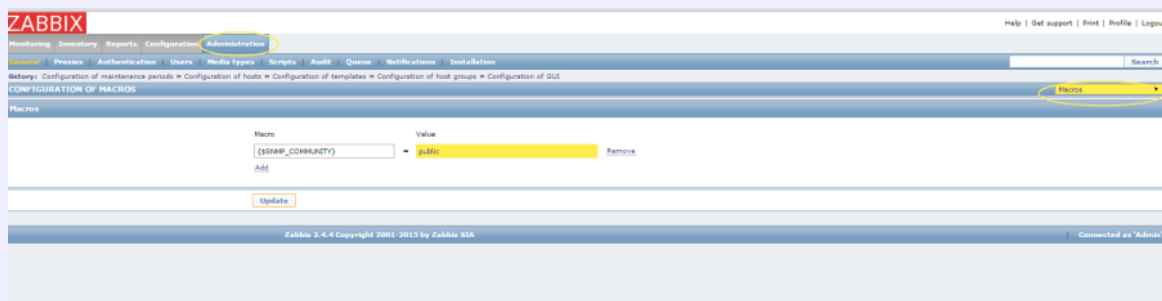 ZABBIX
Help | Get support | Print | Profile | Logou
Monitoring Inventory Reports Configuration Administration
General | Proxies | Authentication | Users | Media types | Scripts | Audit | Queue | Notifications | Installation
Search
History: Configuration of maintenance periods » Configuration of hosts » Configuration of templates » Configuration of host groups » Configuration of GUI
CONFIGURATION OF MACROS
Macros
Macros
Macro Value
{$SNMP_COMMUNITY} = public Remove
Add
Update
Zabbix 2.4.4 Copyright 2001-2015 by Zabbix SIA
Connected as 'Admin'